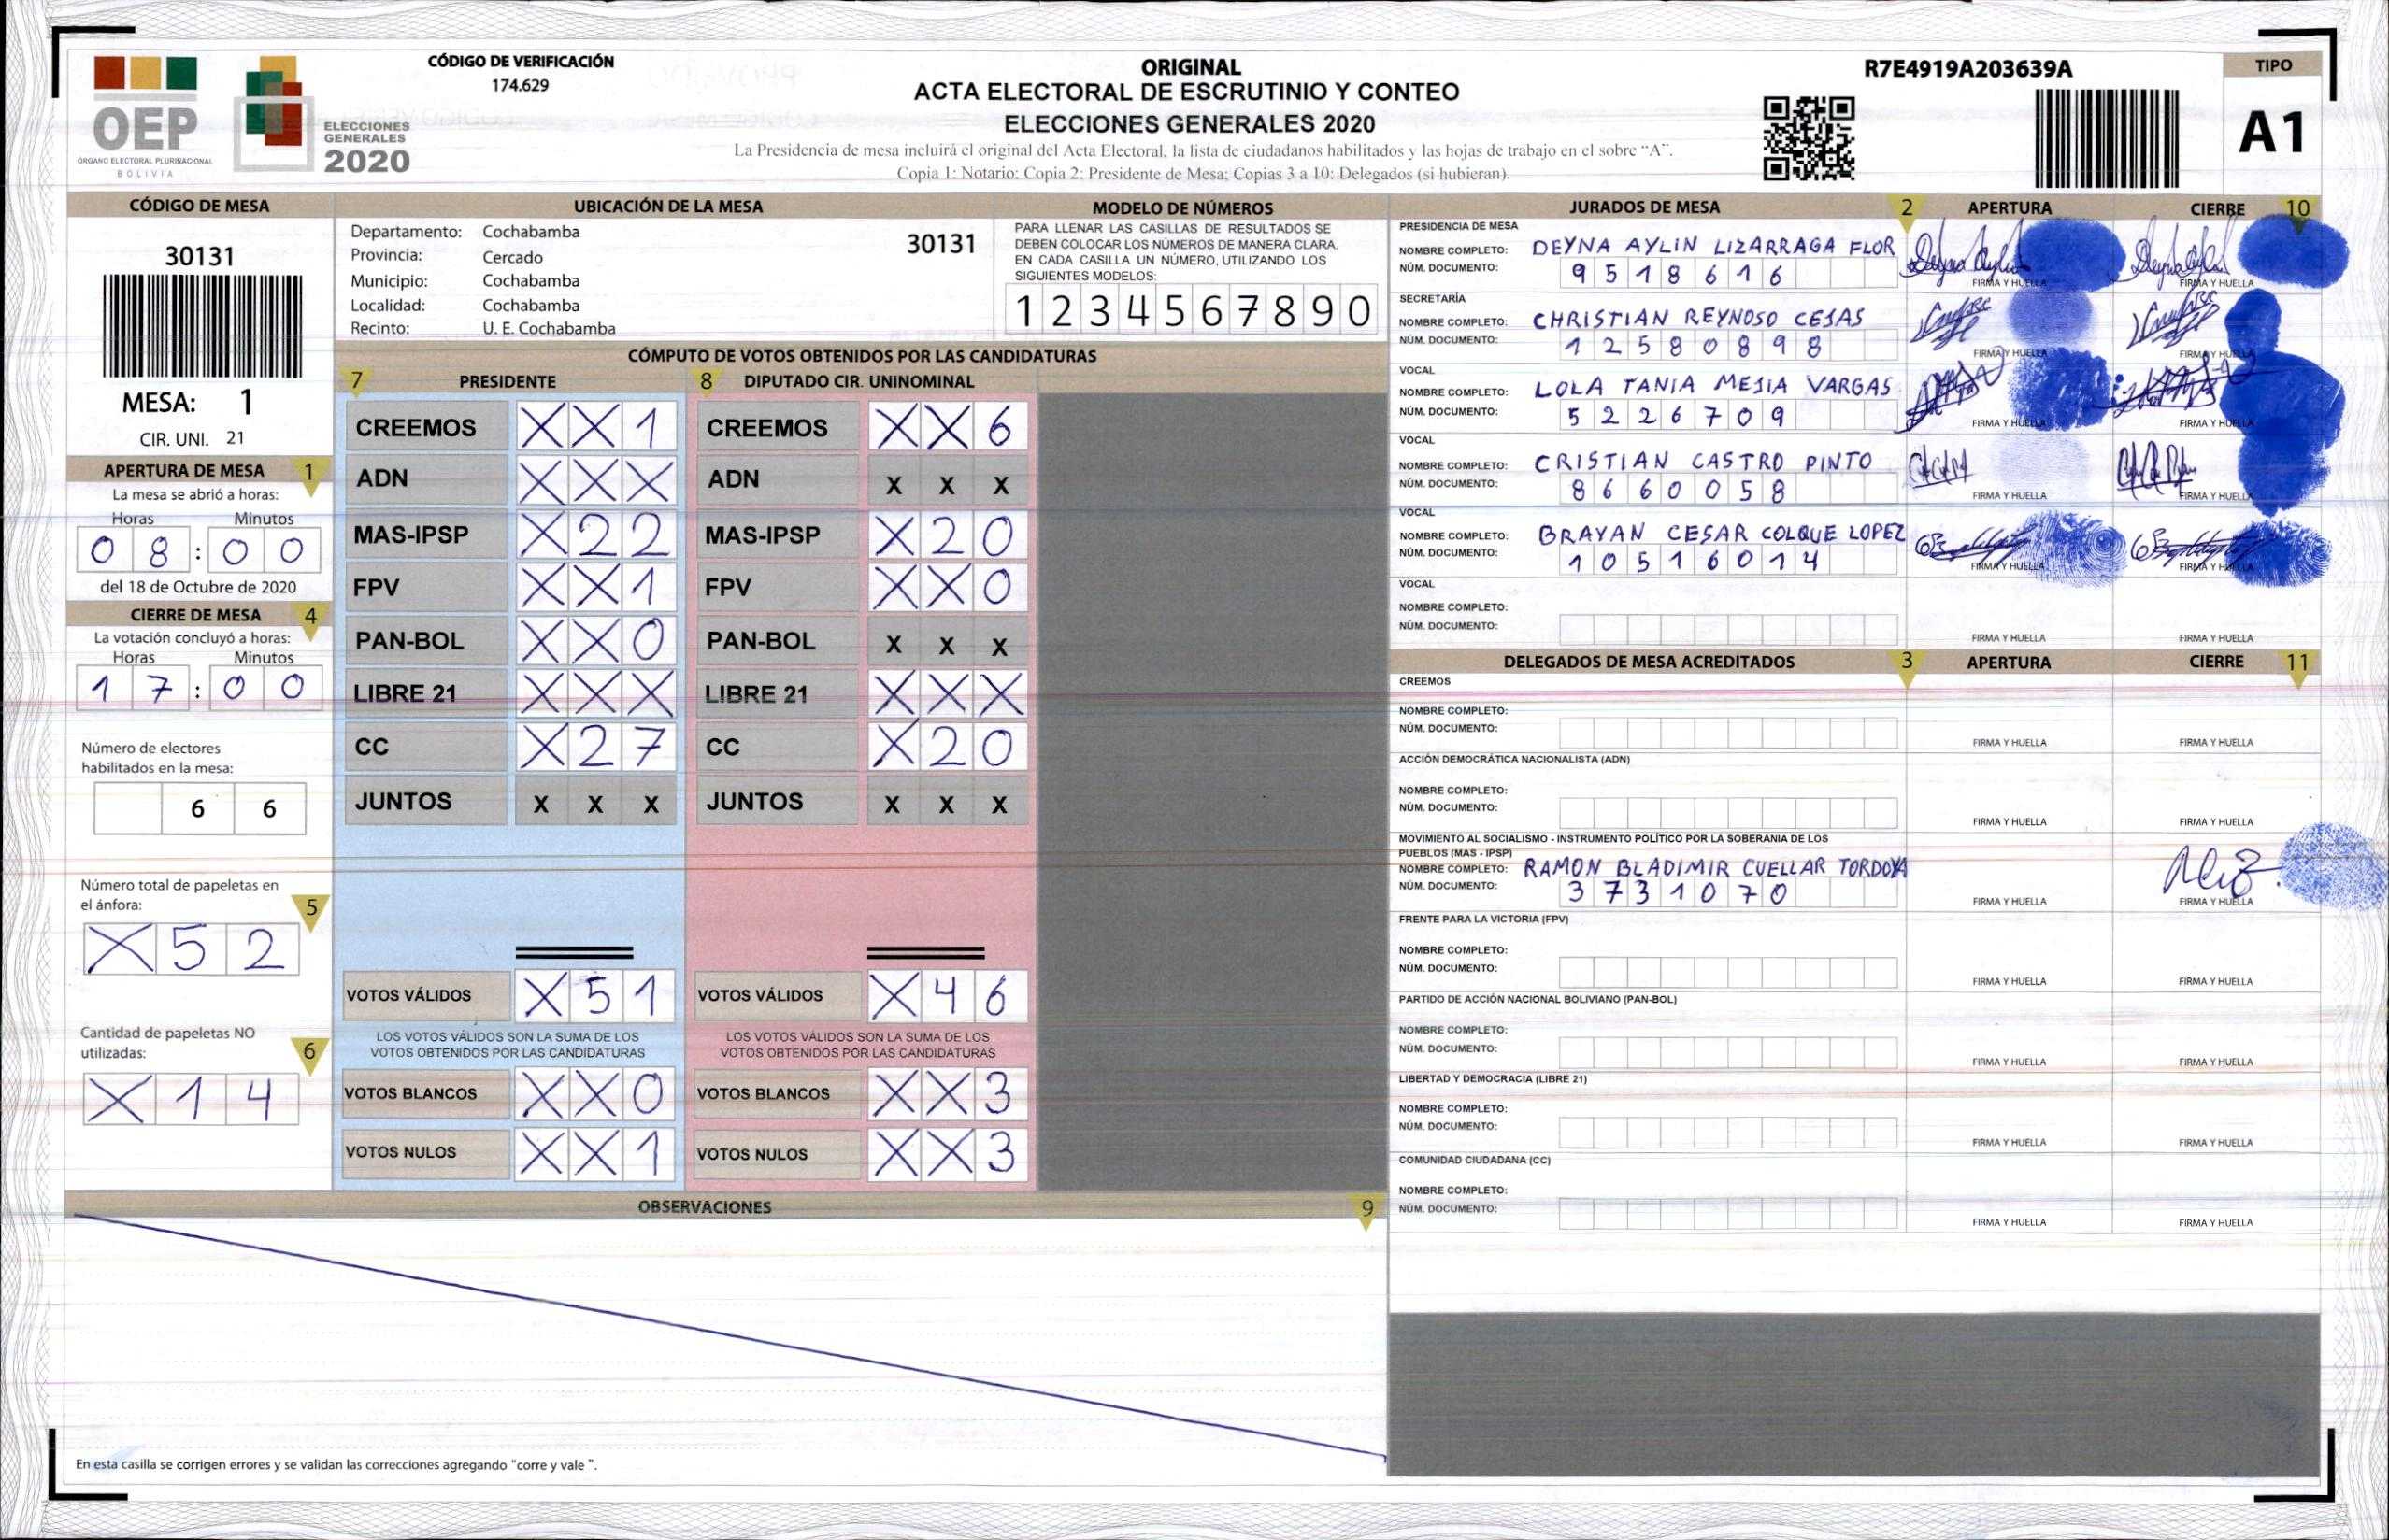 CÓDIGO DE VERIFICACIÓN
174.629
OEP
ÓRGANO ELECTORAL PLURINACIONAL
BOLIVIA
ELECCIONES
GENERALES
2020
ORIGINAL
ACTA ELECTORAL DE ESCRUTINIO Y CONTEO
ELECCIONES GENERALES 2020
La Presidencia de mesa incluirá el original del Acta Electoral, la lista de ciudadanos habilitados y las hojas de trabajo en el sobre “A”.
Copia 1: Notario; Copia 2: Presidente de Mesa; Copias 3 a 10: Delegados (si hubieran).
R7E4919A203639A
TIPO
A1
CÓDIGO DE MESA
30131
MESA: 1
CIR. UNI. 21
APERTURA DE MESA 1
La mesa se abrió a horas:
Horas Minutos
0 8 : 0 0
del 18 de Octubre de 2020
CIERRE DE MESA 4
La votación concluyó a horas:
Horas Minutos
1 7 : 0 0
Número de electores
habilitados en la mesa:
6 6
Número total de papeletas en
el ánfora: 5
X 5 2
Cantidad de papeletas NO
utilizadas: 6
X 1 4
UBICACIÓN DE LA MESA
Departamento: Cochabamba 30131
Provincia: Cercado
Municipio: Cochabamba
Localidad: Cochabamba
Recinto: U. E. Cochabamba
MODELO DE NÚMEROS
PARA LLENAR LAS CASILLAS DE RESULTADOS SE
DEBEN COLOCAR LOS NÚMEROS DE MANERA CLARA.
EN CADA CASILLA UN NÚMERO, UTILIZANDO LOS
SIGUIENTES MODELOS:
1 2 3 4 5 6 7 8 9 0
CÓMPUTO DE VOTOS OBTENIDOS POR LAS CANDIDATURAS
7 PRESIDENTE 8 DIPUTADO CIR. UNINOMINAL
CREEMOS X X 1 CREEMOS X X 6
ADN X X X ADN X X X
MAS-IPSP X 2 2 MAS-IPSP X 2 0
FPV X X 1 FPV X X 0
PAN-BOL X X 0 PAN-BOL X X X
LIBRE 21 X X X LIBRE 21 X X X
CC X 2 7 CC X 2 0
JUNTOS X X X JUNTOS X X X
VOTOS VÁLIDOS X 5 1 VOTOS VÁLIDOS X 4 6
LOS VOTOS VÁLIDOS SON LA SUMA DE LOS LOS VOTOS VÁLIDOS SON LA SUMA DE LOS
VOTOS OBTENIDOS POR LAS CANDIDATURAS VOTOS OBTENIDOS POR LAS CANDIDATURAS
VOTOS BLANCOS X X 0 VOTOS BLANCOS X X 3
VOTOS NULOS X X 1 VOTOS NULOS X X 3
OBSERVACIONES 9
En esta casilla se corrigen errores y se validan las correcciones agregando “corre y vale ”.
JURADOS DE MESA 2 APERTURA CIERRE 10
PRESIDENCIA DE MESA
NOMBRE COMPLETO: DEYNA AYLIN LIZARRAGA FLOR
NÚM. DOCUMENTO: 9 5 1 8 6 1 6
FIRMA Y HUELLA FIRMA Y HUELLA
SECRETARÍA
NOMBRE COMPLETO: CHRISTIAN REYNOSO CEJAS
NÚM. DOCUMENTO: 1 2 5 8 0 8 9 8
FIRMA Y HUELLA FIRMA Y HUELLA
VOCAL
NOMBRE COMPLETO: LOLA TANIA MEJIA VARGAS
NÚM. DOCUMENTO: 5 2 2 6 7 0 9
FIRMA Y HUELLA FIRMA Y HUELLA
VOCAL
NOMBRE COMPLETO: CRISTIAN CASTRO PINTO
NÚM. DOCUMENTO: 8 6 6 0 0 5 8
FIRMA Y HUELLA FIRMA Y HUELLA
VOCAL
NOMBRE COMPLETO: BRAYAN CESAR COLQUE LOPEZ
NÚM. DOCUMENTO: 1 0 5 1 6 0 1 4
FIRMA Y HUELLA FIRMA Y HUELLA
VOCAL
NOMBRE COMPLETO:
NÚM. DOCUMENTO:
FIRMA Y HUELLA FIRMA Y HUELLA
DELEGADOS DE MESA ACREDITADOS 3 APERTURA CIERRE 11
CREEMOS
NOMBRE COMPLETO:
NÚM. DOCUMENTO:
FIRMA Y HUELLA FIRMA Y HUELLA
ACCIÓN DEMOCRÁTICA NACIONALISTA (ADN)
NOMBRE COMPLETO:
NÚM. DOCUMENTO:
FIRMA Y HUELLA FIRMA Y HUELLA
MOVIMIENTO AL SOCIALISMO - INSTRUMENTO POLÍTICO POR LA SOBERANIA DE LOS
PUEBLOS (MAS - IPSP)
NOMBRE COMPLETO: RAMON BLADIMIR CUELLAR TORDOYA
NÚM. DOCUMENTO: 3 7 3 1 0 7 0
FIRMA Y HUELLA FIRMA Y HUELLA
FRENTE PARA LA VICTORIA (FPV)
NOMBRE COMPLETO:
NÚM. DOCUMENTO:
FIRMA Y HUELLA FIRMA Y HUELLA
PARTIDO DE ACCIÓN NACIONAL BOLIVIANO (PAN-BOL)
NOMBRE COMPLETO:
NÚM. DOCUMENTO:
FIRMA Y HUELLA FIRMA Y HUELLA
LIBERTAD Y DEMOCRACIA (LIBRE 21)
NOMBRE COMPLETO:
NÚM. DOCUMENTO:
FIRMA Y HUELLA FIRMA Y HUELLA
COMUNIDAD CIUDADANA (CC)
NOMBRE COMPLETO:
NÚM. DOCUMENTO:
FIRMA Y HUELLA FIRMA Y HUELLA